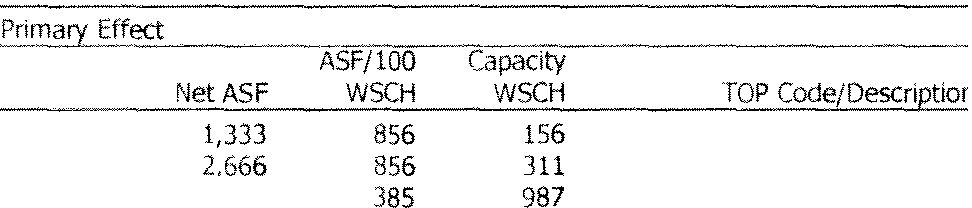 Primary Effect
ASF/100 Capacity
Net ASF WSCH WSCH TOP Code/Description
1,333 856 156
2,666 856 311
385 987